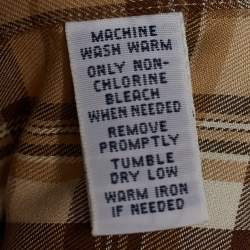 MACHINE
WASH WARM
ONLY NON-
CHLORINE
BLEACH
WHEN NEEDED
REMOVE
PROMPTLY
TUMBLE
DRY LOW
WARM IRON
IF NEEDED